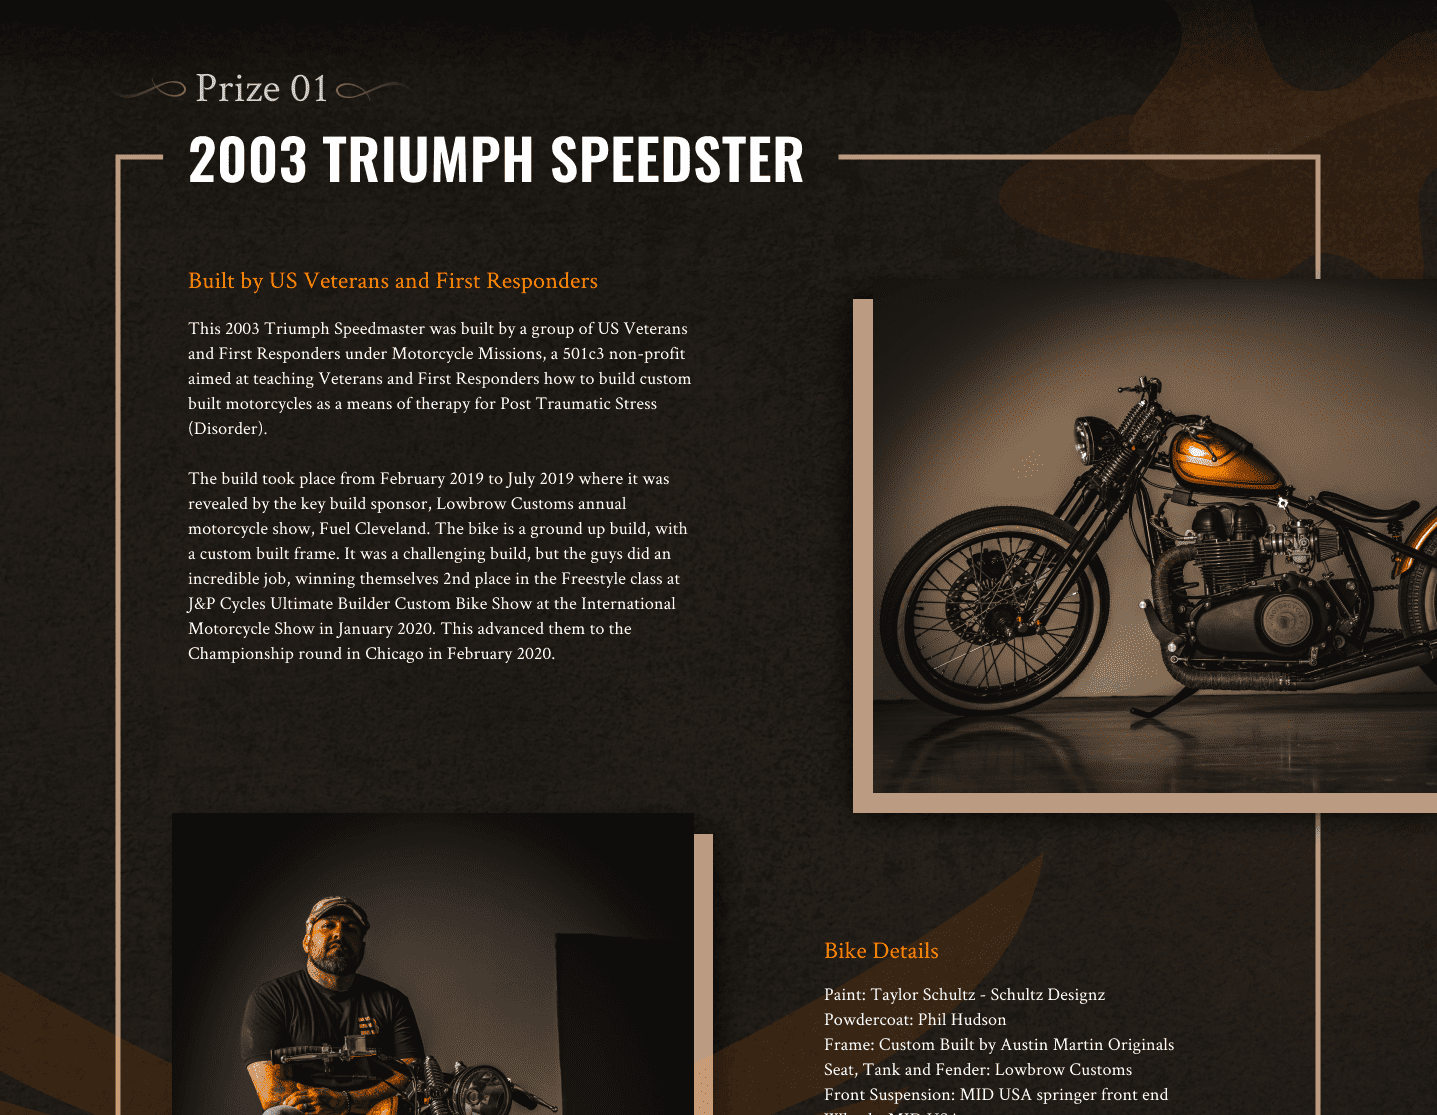 Prize 01
2003 TRIUMPH SPEEDSTER
Built by US Veterans and First Responders
This 2003 Triumph Speedmaster was built by a group of US Veterans
and First Responders under Motorcycle Missions, a 501c3 non-profit
aimed at teaching Veterans and First Responders how to build custom
built motorcycles as a means of therapy for Post Traumatic Stress
(Disorder).
The build took place from February 2019 to July 2019 where it was
revealed by the key build sponsor, Lowbrow Customs annual
motorcycle show, Fuel Cleveland. The bike is a ground up build, with
a custom built frame. It was a challenging build, but the guys did an
incredible job, winning themselves 2nd place in the Freestyle class at
J&P Cycles Ultimate Builder Custom Bike Show at the International
Motorcycle Show in January 2020. This advanced them to the
Championship round in Chicago in February 2020.
Bike Details
Paint: Taylor Schultz - Schultz Designz
Powdercoat: Phil Hudson
Frame: Custom Built by Austin Martin Originals
Seat, Tank and Fender: Lowbrow Customs
Front Suspension: MID USA springer front end